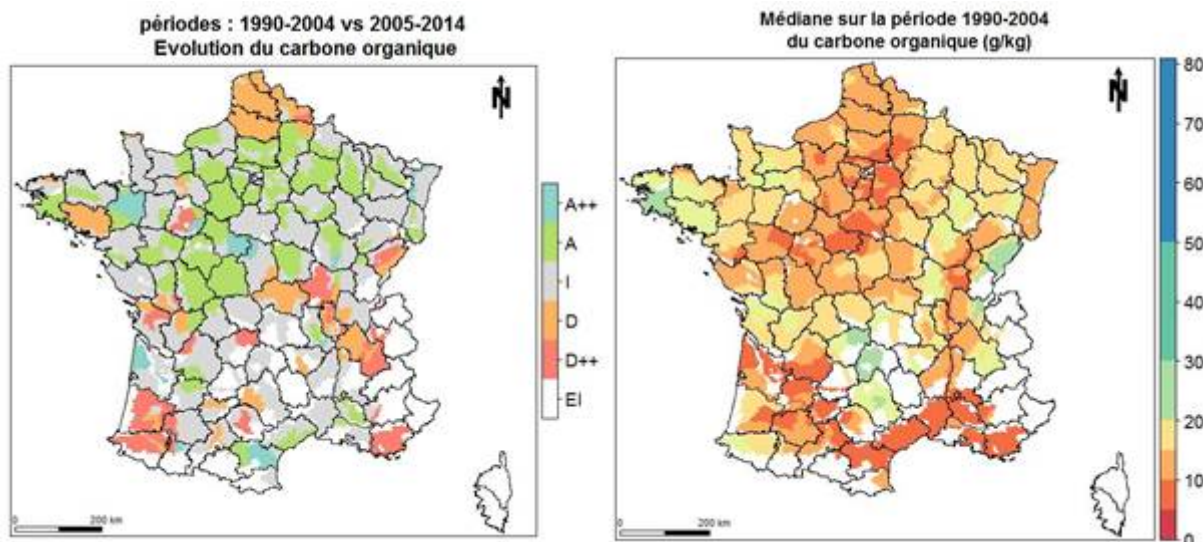 périodes : 1990-2004 vs 2005-2014
Evolution du carbone organique
N
A++
A
I
D
D++
EI
0 200 km
Médiane sur la période 1990-2004
du carbone organique (g/kg)
N
80
70
60
50
40
30
20
10
0
0 200 km